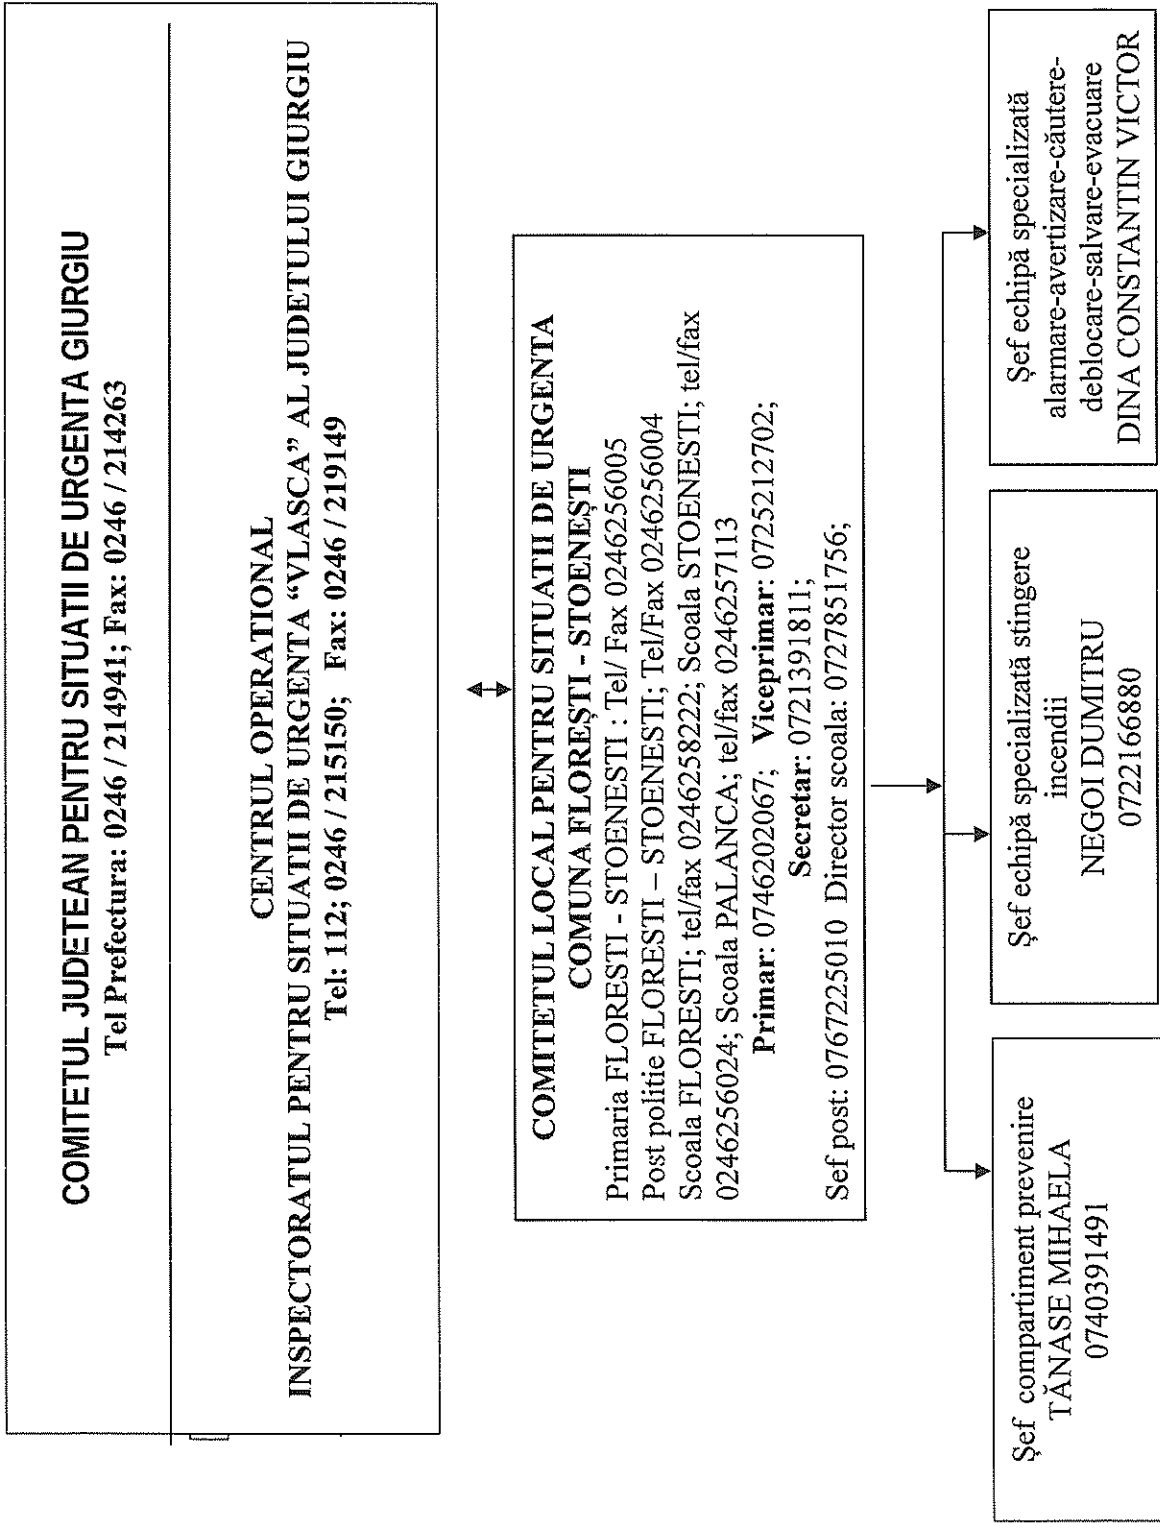 COMITETUL JUDETEAN PENTRU SITUATII DE URGENTA GIURGIU
Tel Prefectura: 0246 / 214941; Fax: 0246 / 214263
CENTRUL OPERATIONAL
INSPECTORATUL PENTRU SITUATII DE URGENTA “VLASCA” AL JUDETULUI GIURGIU
Tel: 112; 0246 / 215150; Fax: 0246 / 219149
COMITETUL LOCAL PENTRU SITUATII DE URGENTA
COMUNA FLOREȘTI - STOENEȘTI
Primaria FLORESTI - STOENESTI : Tel/ Fax 0246256005
Post politie FLORESTI – STOENESTI; Tel/Fax 0246256004
Scoala FLORESTI; tel/fax 0246258222; Scoala STOENESTI; tel/fax
0246256024; Scoala PALANCA; tel/fax 0246257113
Primar: 0746202067; Viceprimar: 0725212702;
Secretar: 0721391811;
Sef post: 0767225010 Director scoala: 0727851756;
Șef compartiment prevenire
TĂNASE MIHAELA
0740391491
Șef echipă specializată stingere
incendii
NEGOI DUMITRU
0722166880
Șef echipă specializată
alarmare-avertizare-căutere-
deblocare-salvare-evacuare
DINA CONSTANTIN VICTOR